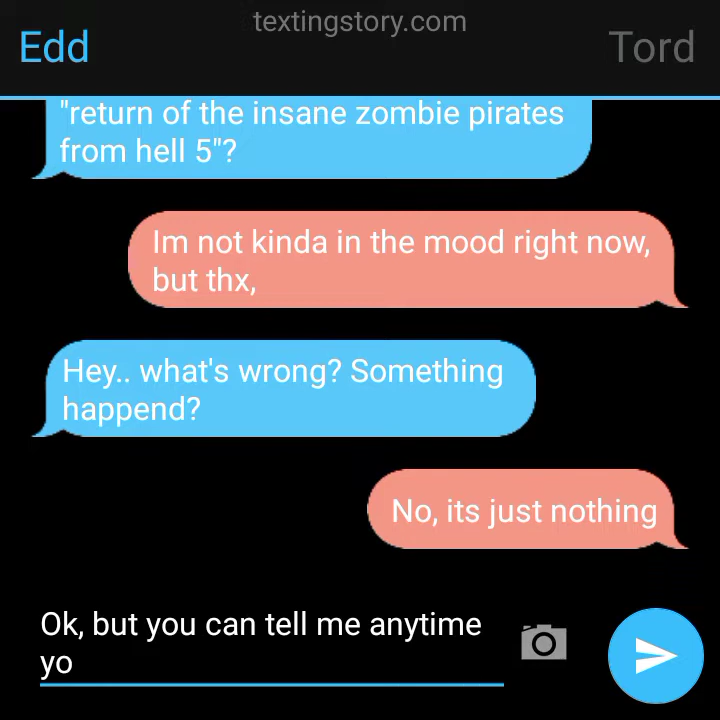 textingstory.com
Edd
Tord
"return of the insane zombie pirates
from hell 5"?
Im not kinda in the mood right now,
but thx,
Hey.. what's wrong? Something
happend?
No, its just nothing
Ok, but you can tell me anytime
yo